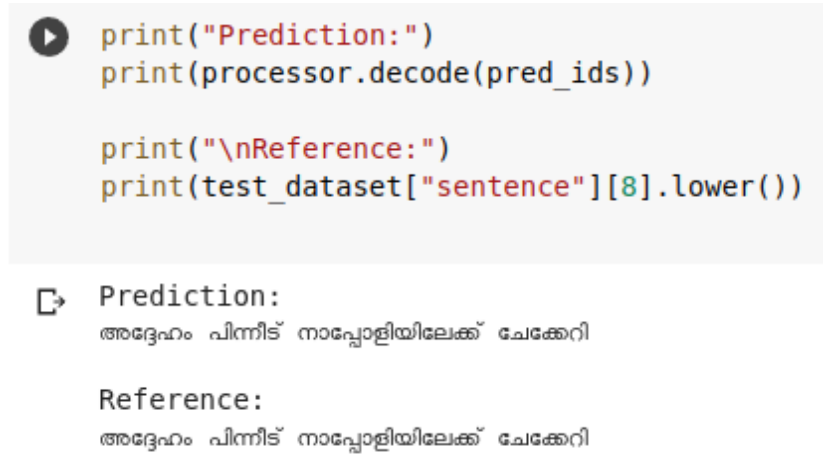 print("Prediction:")
print(processor.decode(pred_ids))
print("\nReference:")
print(test_dataset["sentence"][8].lower())
Prediction:
അദ്ദേഹം പിന്നീട് നാപ്പോളിയിലേക്ക് ചേക്കേറി
Reference:
അദ്ദേഹം പിന്നീട് നാപ്പോളിയിലേക്ക് ചേക്കേറി